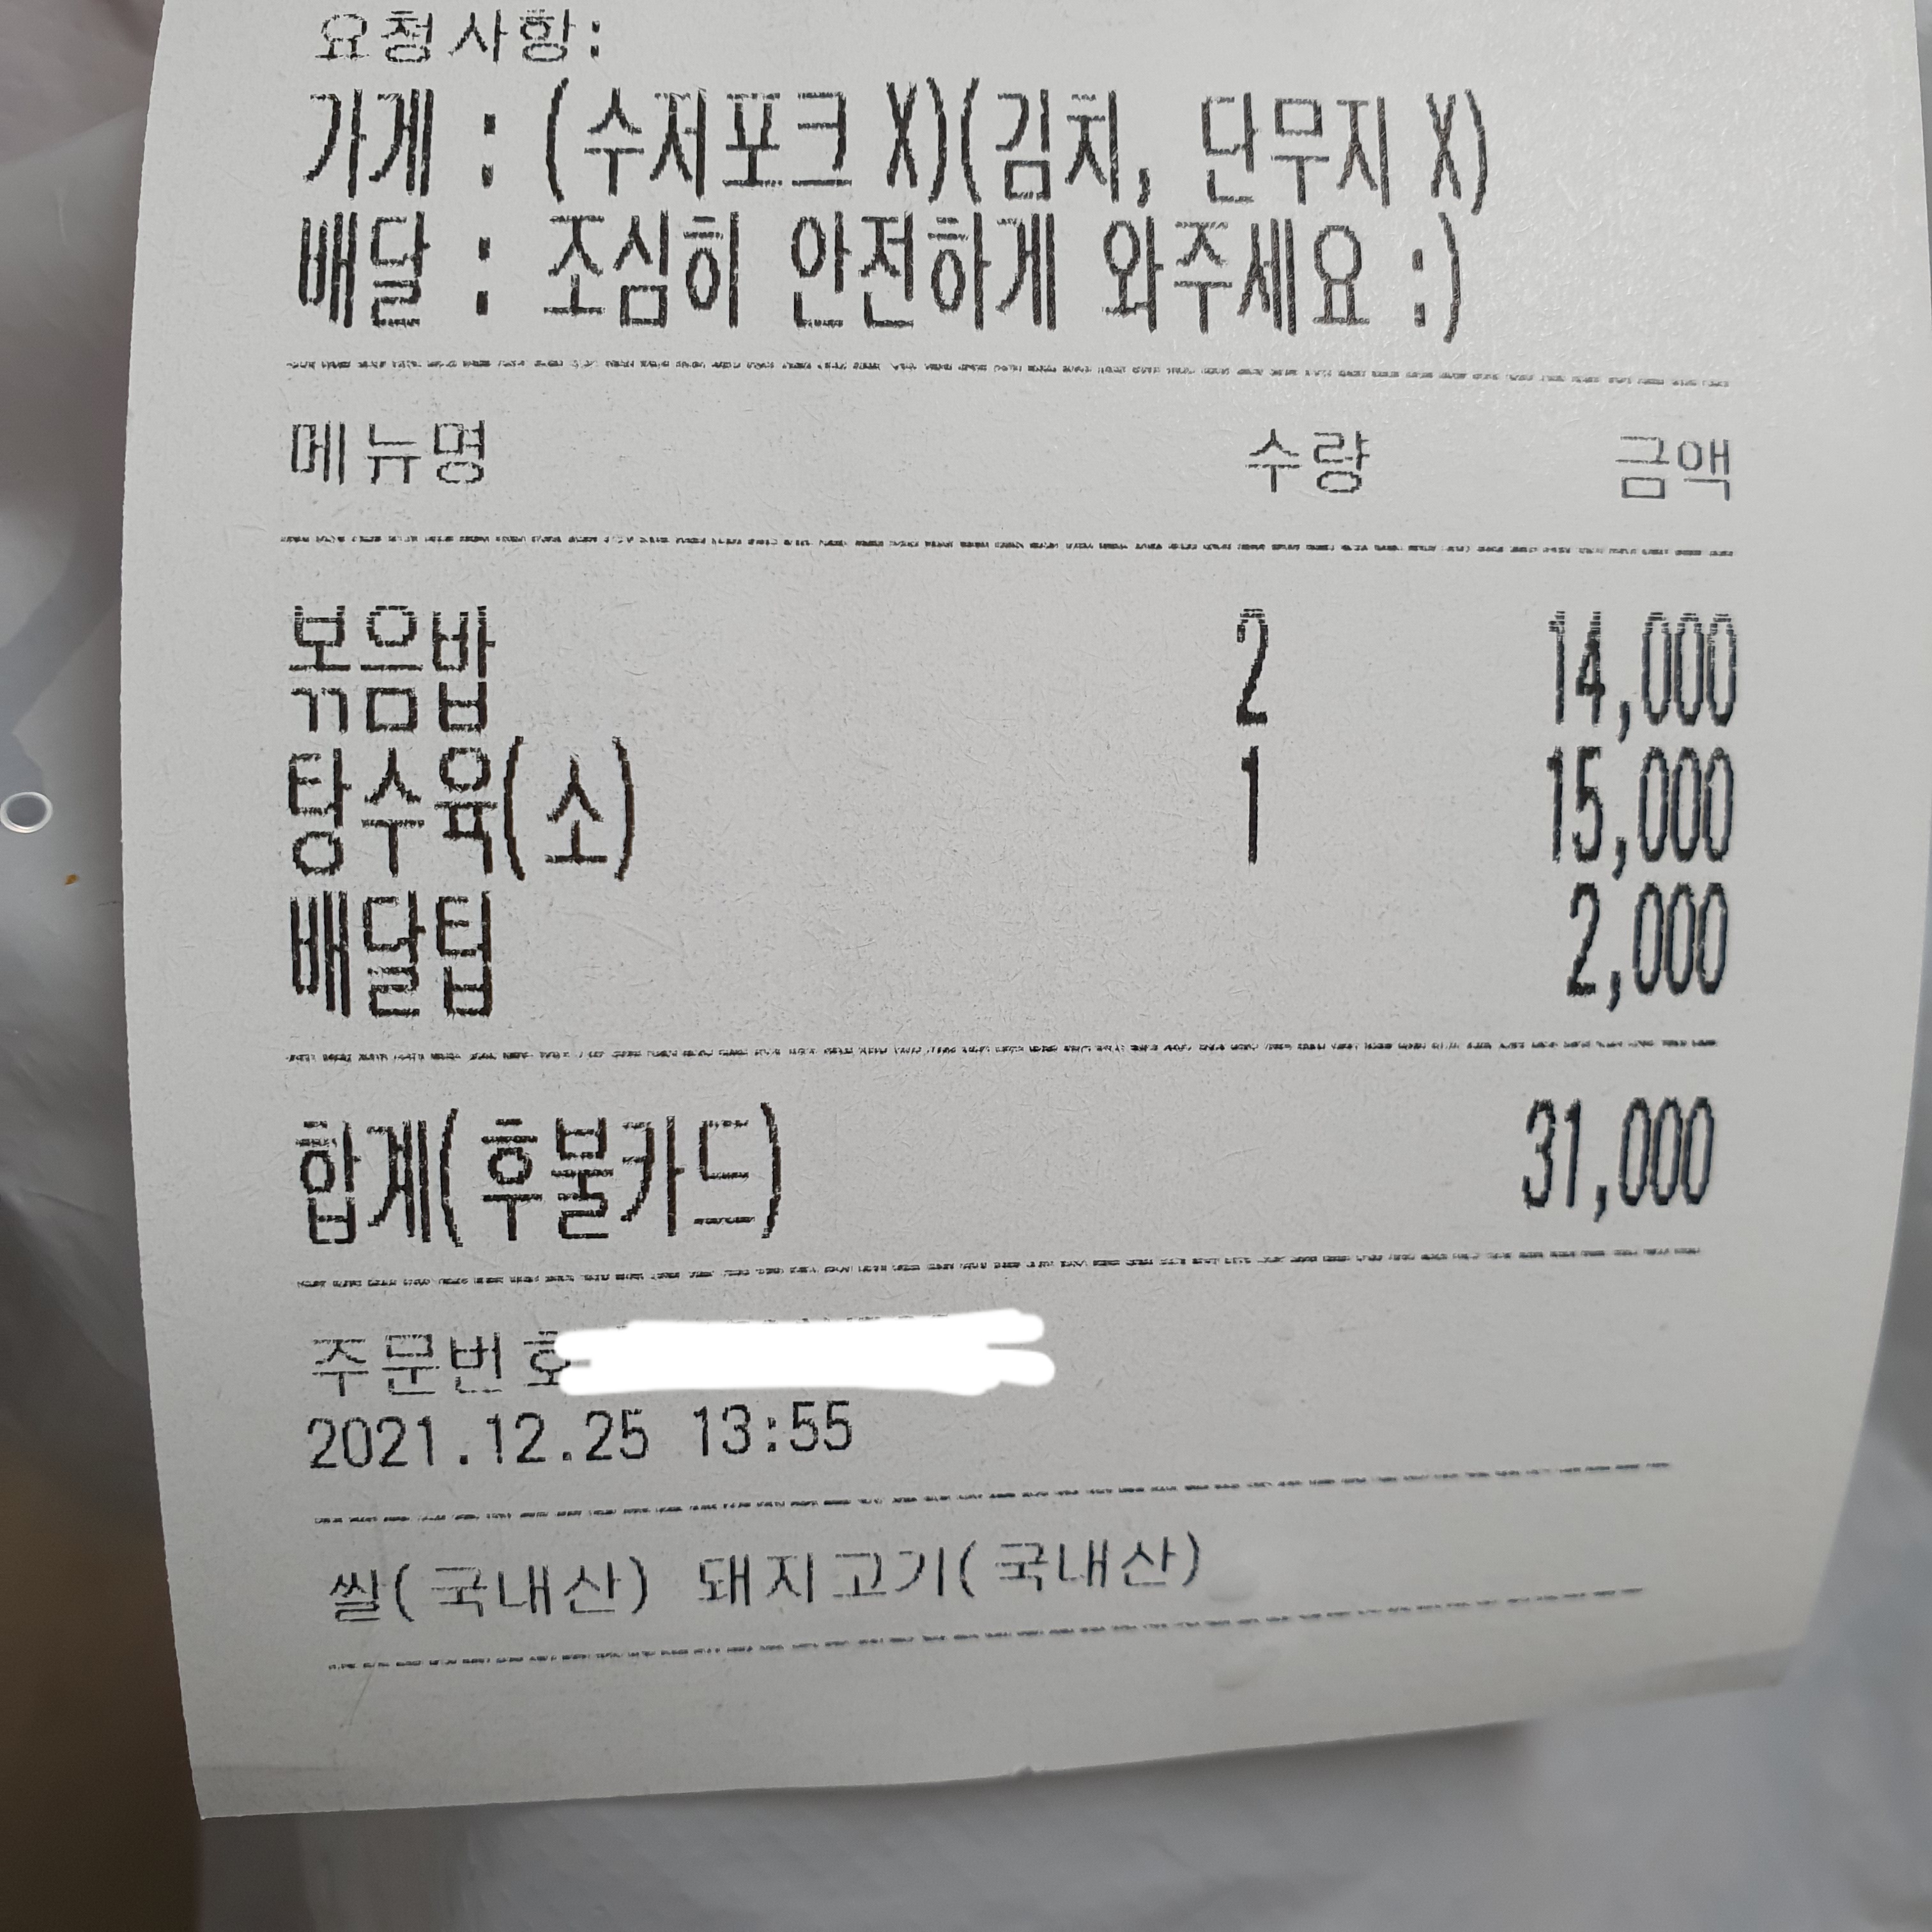 요청사항:
가게 : (수저포크 X)(김치, 단무지 X)
배달 : 조심히 안전하게 와주세요 :)
메뉴명 수량 금액
볶음밥 2 14,000
탕수육(소) 1 15,000
배달팁 2,000
합계(후불카드) 31,000
주문번호
2021.12.25 13:55
쌀(국내산) 돼지고기(국내산)